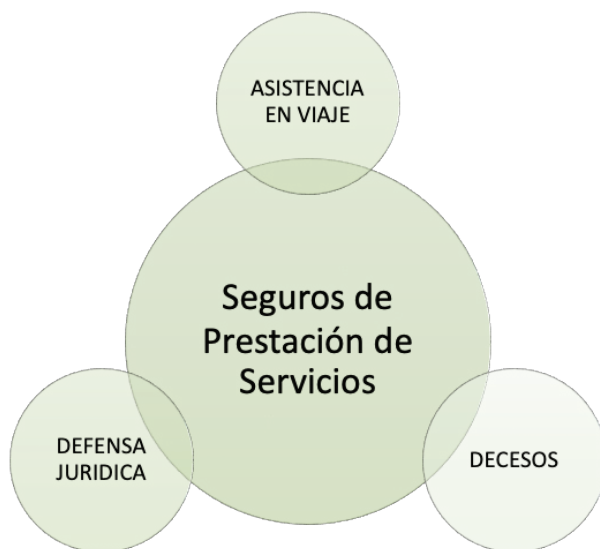 ASISTENCIA
EN VIAJE
Seguros de
Prestación de
Servicios
DEFENSA
JURIDICA
DECESOS